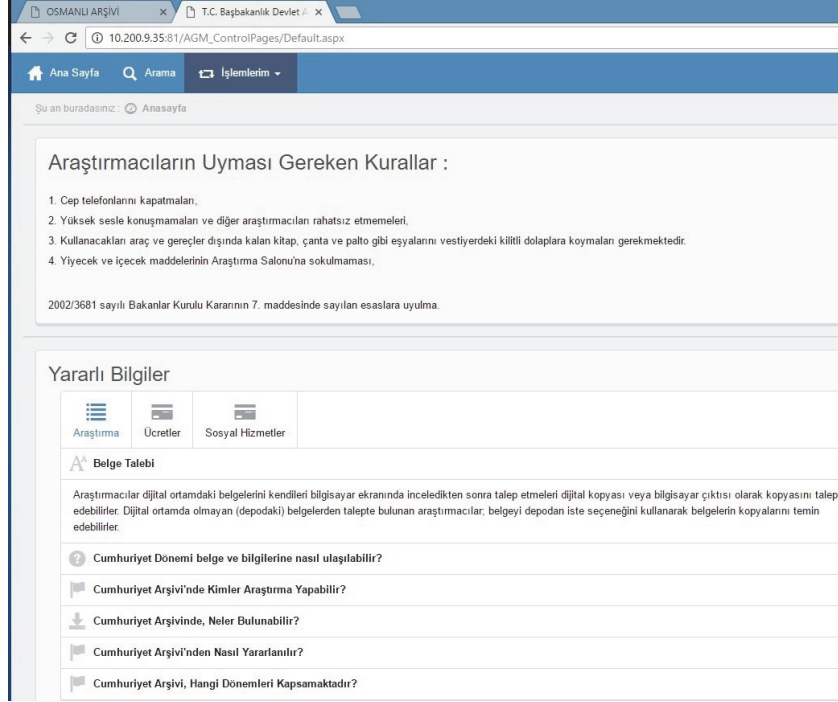 OSMANLI ARŞİVİ
T.C. Başbakanlık Devlet A
10.200.9.35:81/AGM_ControlPages/Default.aspx
Ana Sayfa Arama İşlemlerim
Şu an buradasınız : Anasayfa
Araştırmacıların Uyması Gereken Kurallar :
1. Cep telefonlarını kapatmaları,
2. Yüksek sesle konuşmamaları ve diğer araştırmacıları rahatsız etmemeleri,
3. Kullanacakları araç ve gereçler dışında kalan kitap, çanta ve palto gibi eşyalarını vestiyerdeki kilitli dolaplara koymaları gerekmektedir.
4. Yiyecek ve içecek maddelerinin Araştırma Salonu'na sokulmaması,
2002/3681 sayılı Bakanlar Kurulu Kararının 7. maddesinde sayılan esaslara uyulma.
Yararlı Bilgiler
Araştırma Ücretler Sosyal Hizmetler
Belge Talebi
Araştırmacılar dijital ortamdaki belgelerini kendileri bilgisayar ekranında inceledikten sonra talep etmeleri dijital kopyası veya bilgisayar çıktısı olarak kopyasını talep
edebilirler. Dijital ortamda olmayan (depodaki) belgelerden talepte bulunan araştırmacılar; belgeyi depodan iste seçeneğini kullanarak belgelerin kopyalarını temin
edebilirler.
Cumhuriyet Dönemi belge ve bilgilerine nasıl ulaşılabilir?
Cumhuriyet Arşivi'nde Kimler Araştırma Yapabilir?
Cumhuriyet Arşivinde, Neler Bulunabilir?
Cumhuriyet Arşivi'nden Nasıl Yararlanılır?
Cumhuriyet Arşivi, Hangi Dönemleri Kapsamaktadır?